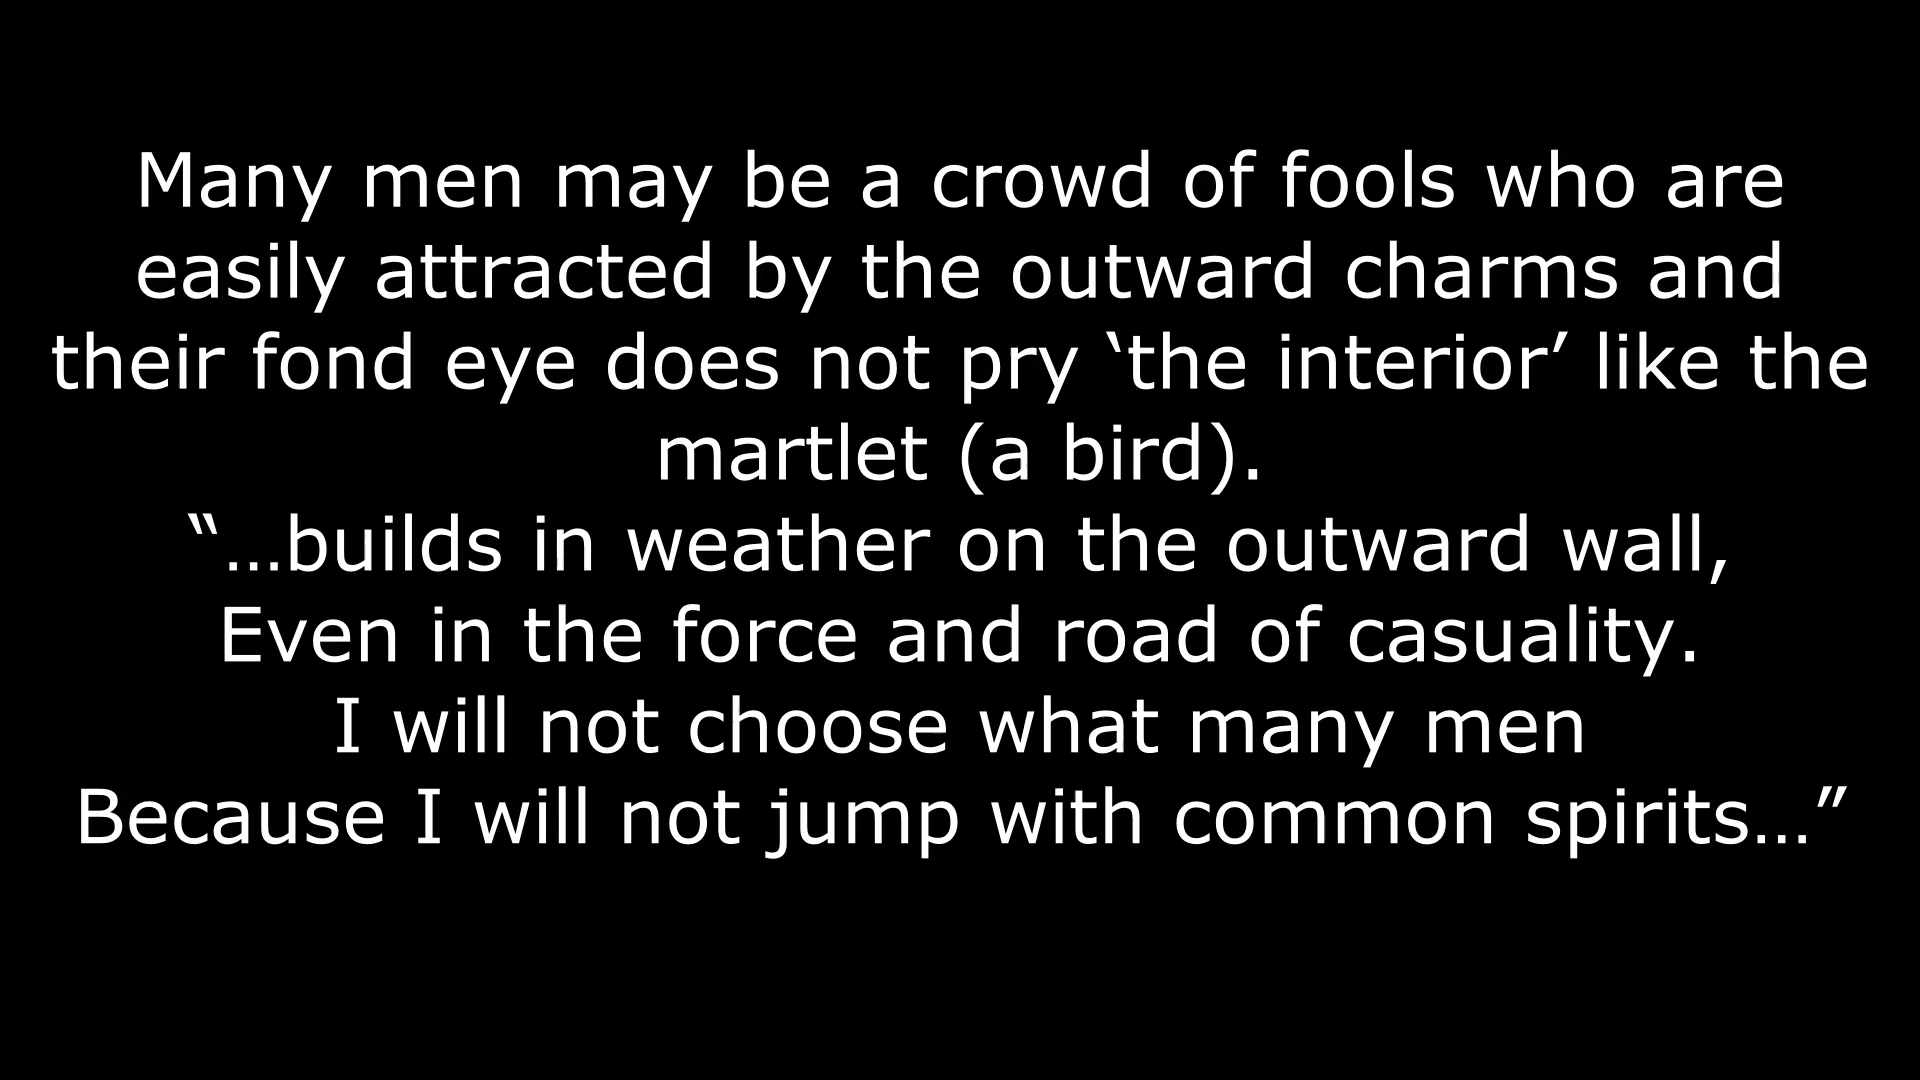 Many men may be a crowd of fools who are
easily attracted by the outward charms and
their fond eye does not pry ‘the interior’ like the
martlet (a bird).
“…builds in weather on the outward wall,
Even in the force and road of casuality.
I will not choose what many men
Because I will not jump with common spirits…”